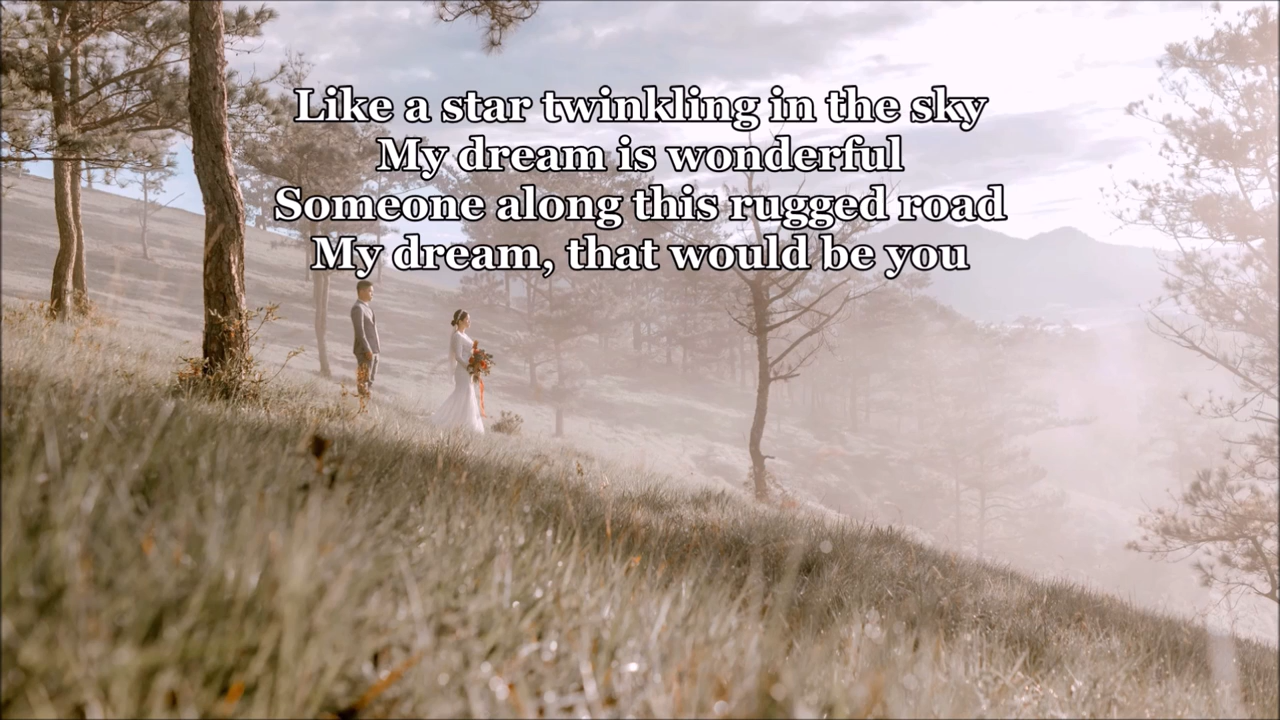 Like a star twinkling in the sky
My dream is wonderful
Someone along this rugged road
My dream, that would be you